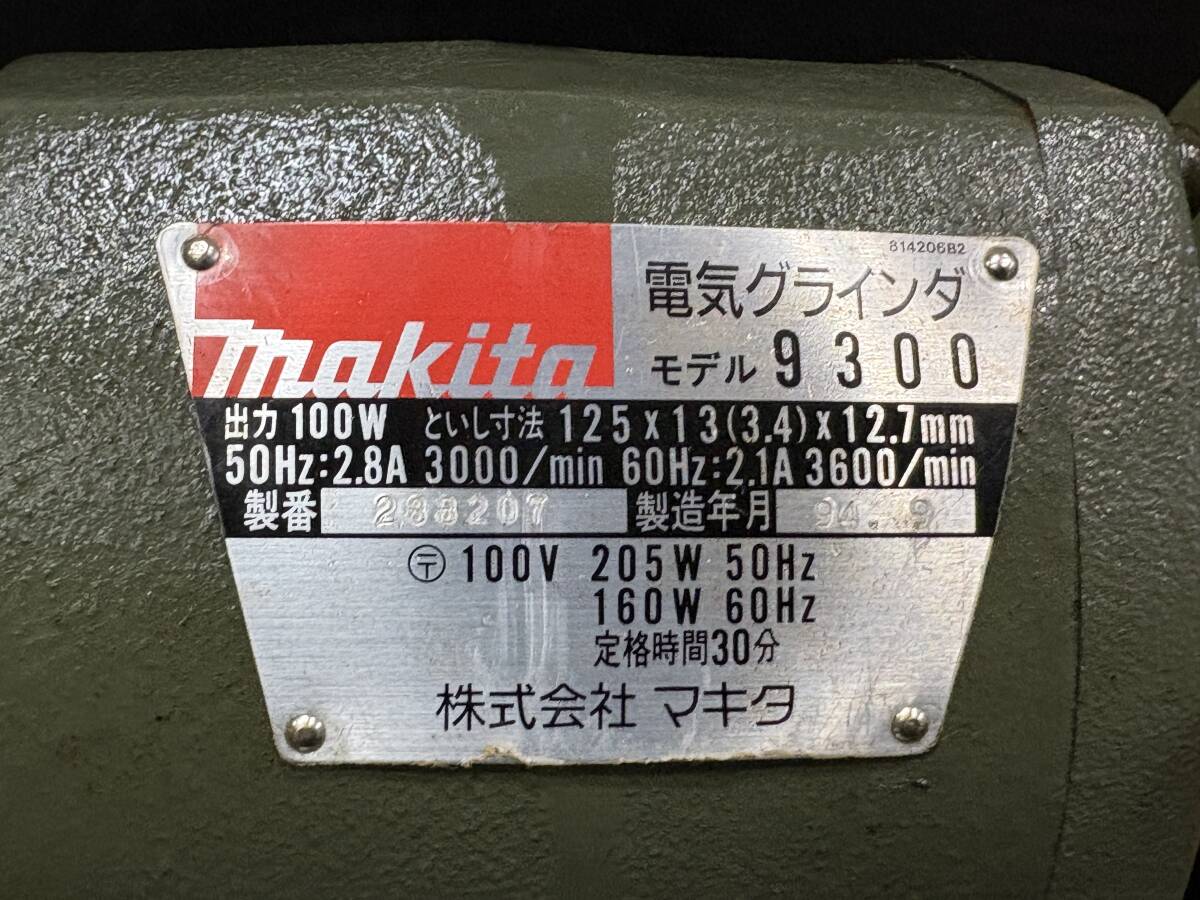 814206B2
makita
電気グラインダ
モデル 9300
出力 100W といし寸法 125x13(3.4)x12.7mm
50Hz:2.8A 3000/min 60Hz:2.1A 3600/min
製番 288207 製造年月 94 9
〶 100V 205W 50Hz
160W 60Hz
定格時間30分
株式会社 マキタ